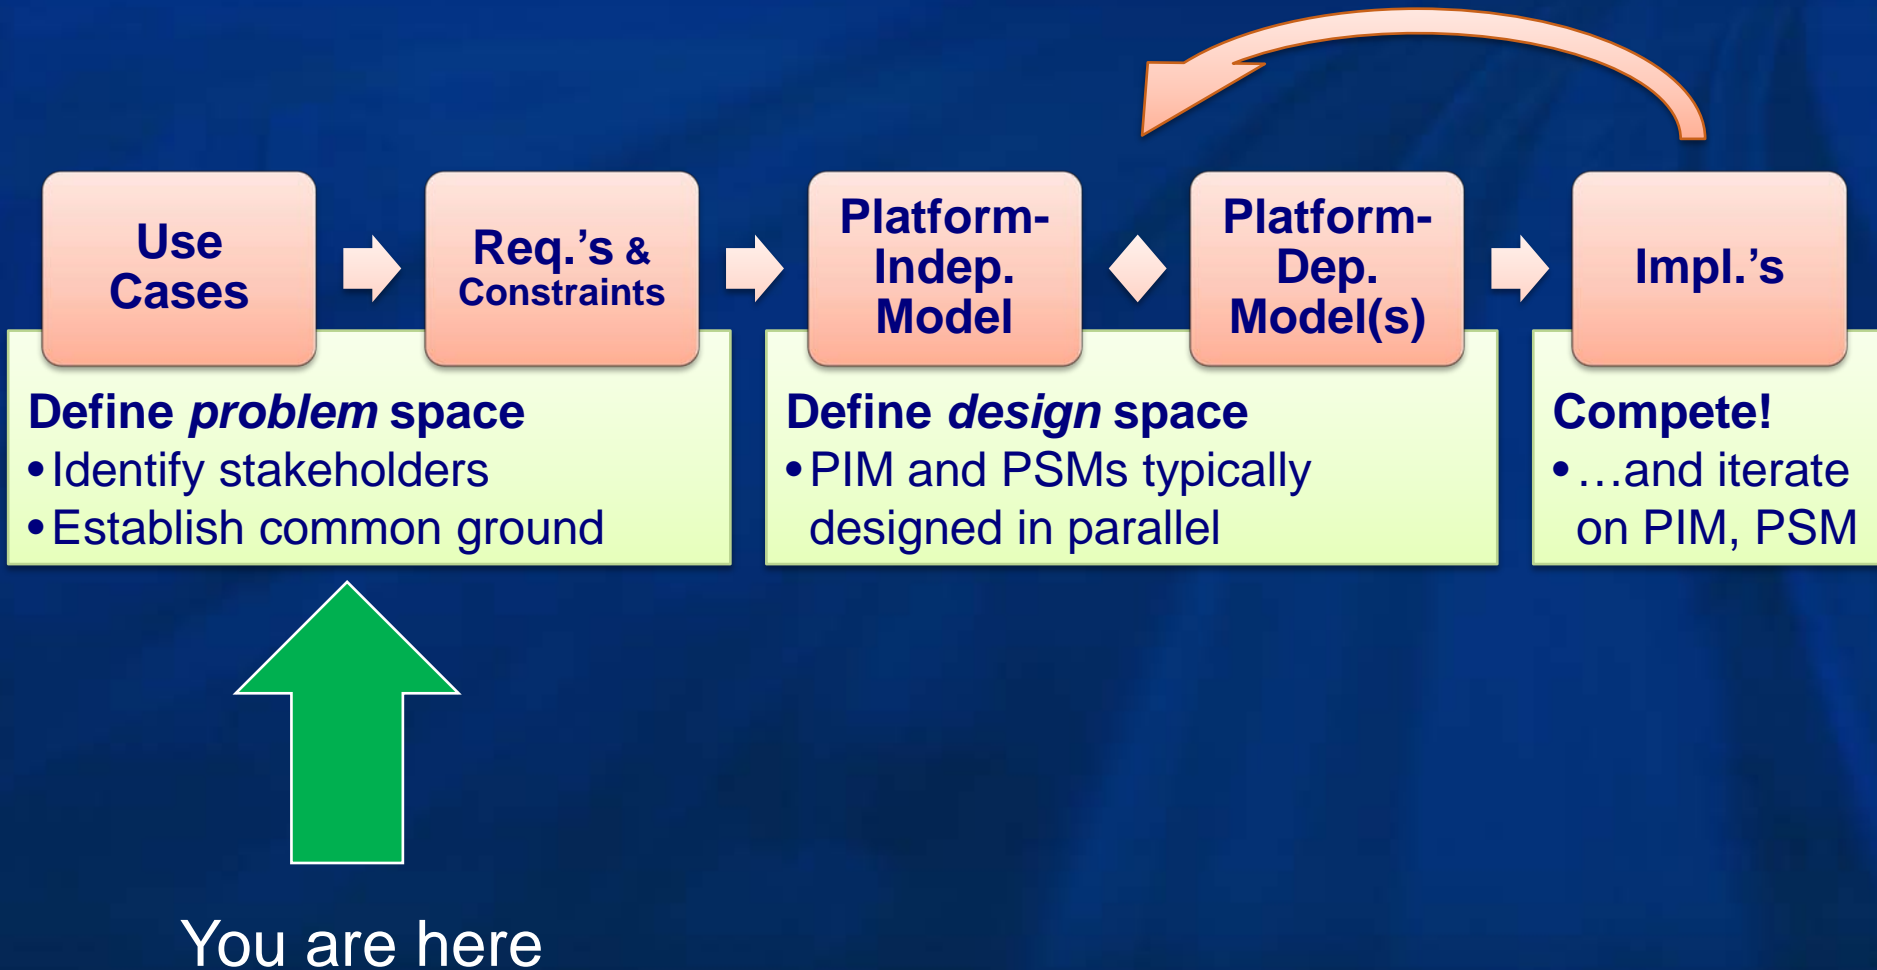 Use
Cases
Req.’s &
Constraints
Platform-
Indep.
Model
Platform-
Dep.
Model(s)
Impl.’s
Define problem space
•Identify stakeholders
•Establish common ground
Define design space
•PIM and PSMs typically
designed in parallel
Compete!
•…and iterate
on PIM, PSM
You are here